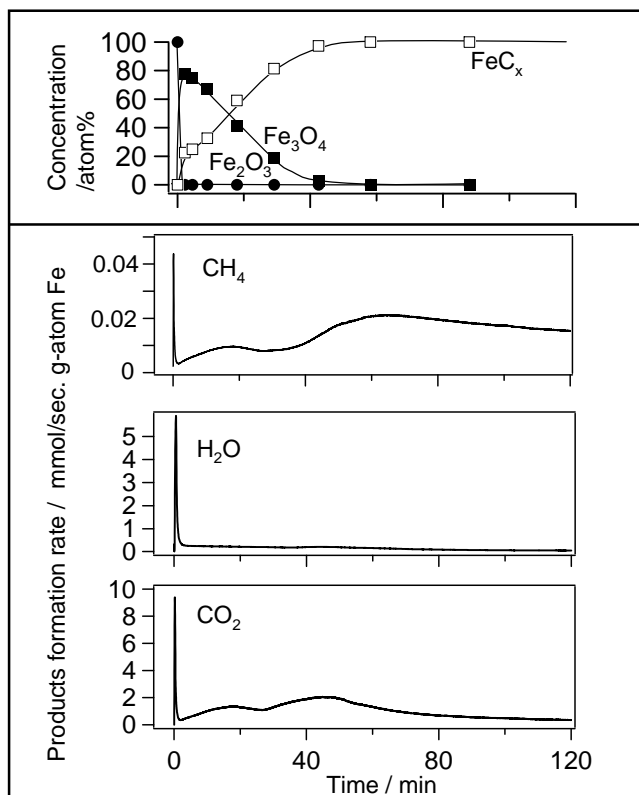 Concentration
/atom%
100
80
60
40
20
0
FeCₓ
Fe₃O₄
Fe₂O₃
Products formation rate / mmol/sec. g-atom Fe
0.04
0.02
0
CH₄
5
4
3
2
1
0
H₂O
10
8
6
4
2
0
CO₂
0 40 80 120
Time / min